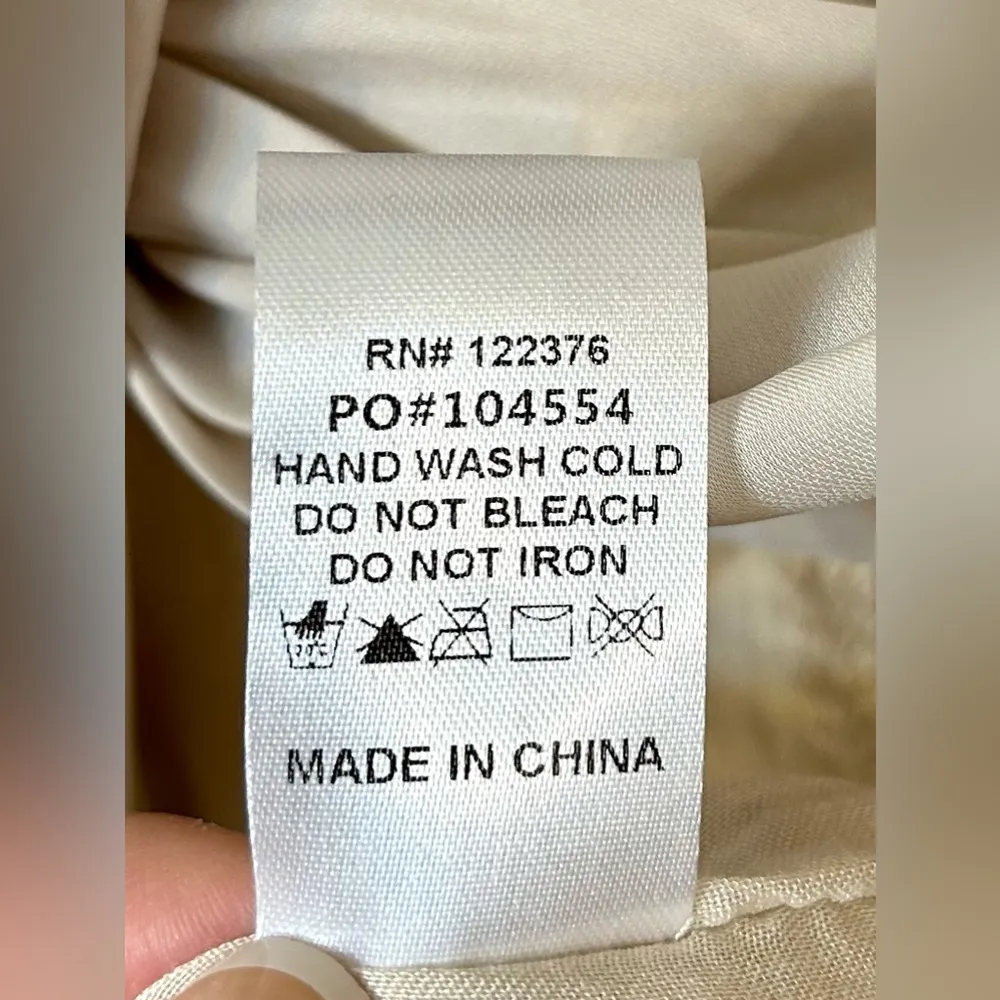 RN# 122376
PO#104554
HAND WASH COLD
DO NOT BLEACH
DO NOT IRON
MADE IN CHINA